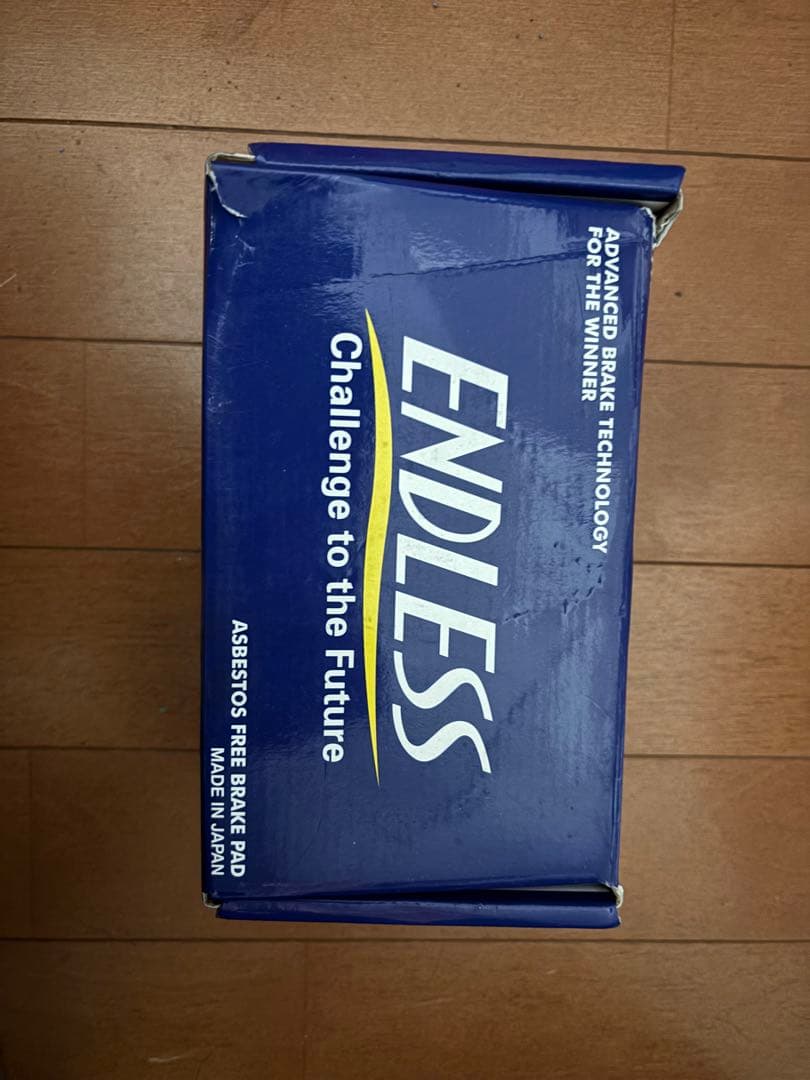 ADVANCED BRAKE TECHNOLOGY
FOR THE WINNER
ENDLESS
Challenge to the Future
ASBESTOS FREE BRAKE PAD
MADE IN JAPAN